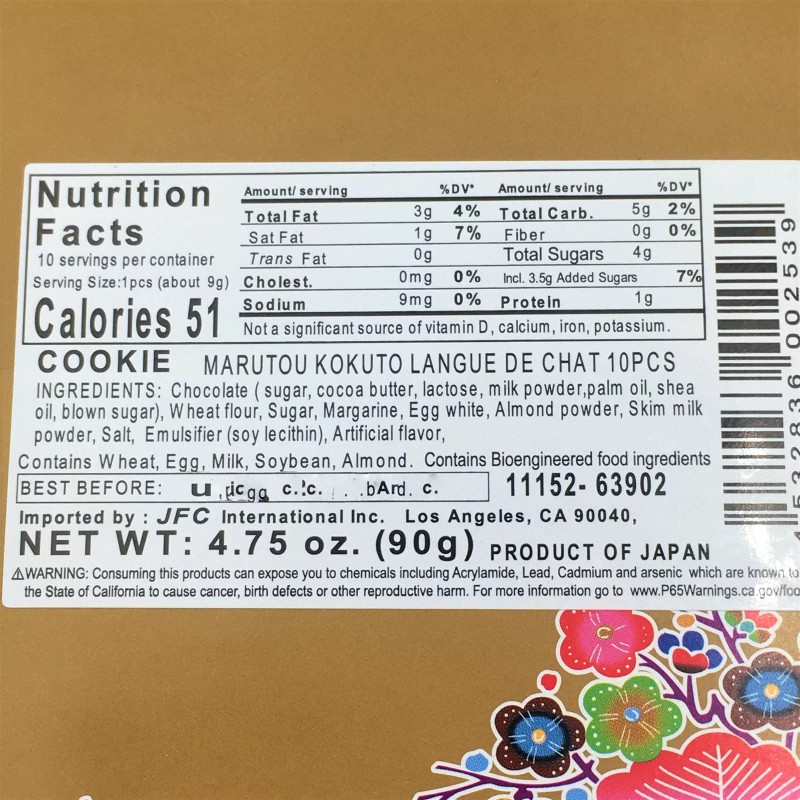 Nutrition
Facts
10 servings per container
Serving Size:1pcs (about 9g)
Calories 51
Amount/serving %DV* Amount/serving %DV*
Total Fat 3g 4% Total Carb. 5g 2%
Sat Fat 1g 7% Fiber 0g 0%
Trans Fat 0g Total Sugars 4g
Cholest. 0mg 0% Incl. 3.5g Added Sugars 7%
Sodium 9mg 0% Protein 1g
Not a significant source of vitamin D, calcium, iron, potassium.
COOKIE MARUTOU KOKUTO LANGUE DE CHAT 10PCS
INGREDIENTS: Chocolate ( sugar, cocoa butter, lactose, milk powder,palm oil, shea
oil, blown sugar), Wheat flour, Sugar, Margarine, Egg white, Almond powder, Skim milk
powder, Salt, Emulsifier (soy lecithin), Artificial flavor,
Contains Wheat, Egg, Milk, Soybean, Almond. Contains Bioengineered food ingredients
BEST BEFORE:
11152- 63902
Imported by : JFC International Inc. Los Angeles, CA 90040,
NET WT: 4.75 oz. (90g) PRODUCT OF JAPAN
⚠WARNING: Consuming this products can expose you to chemicals including Acrylamide, Lead, Cadmium and arsenic which are known to
the State of California to cause cancer, birth defects or other reproductive harm. For more information go to www.P65Warnings.ca.gov/foo
532836 002539